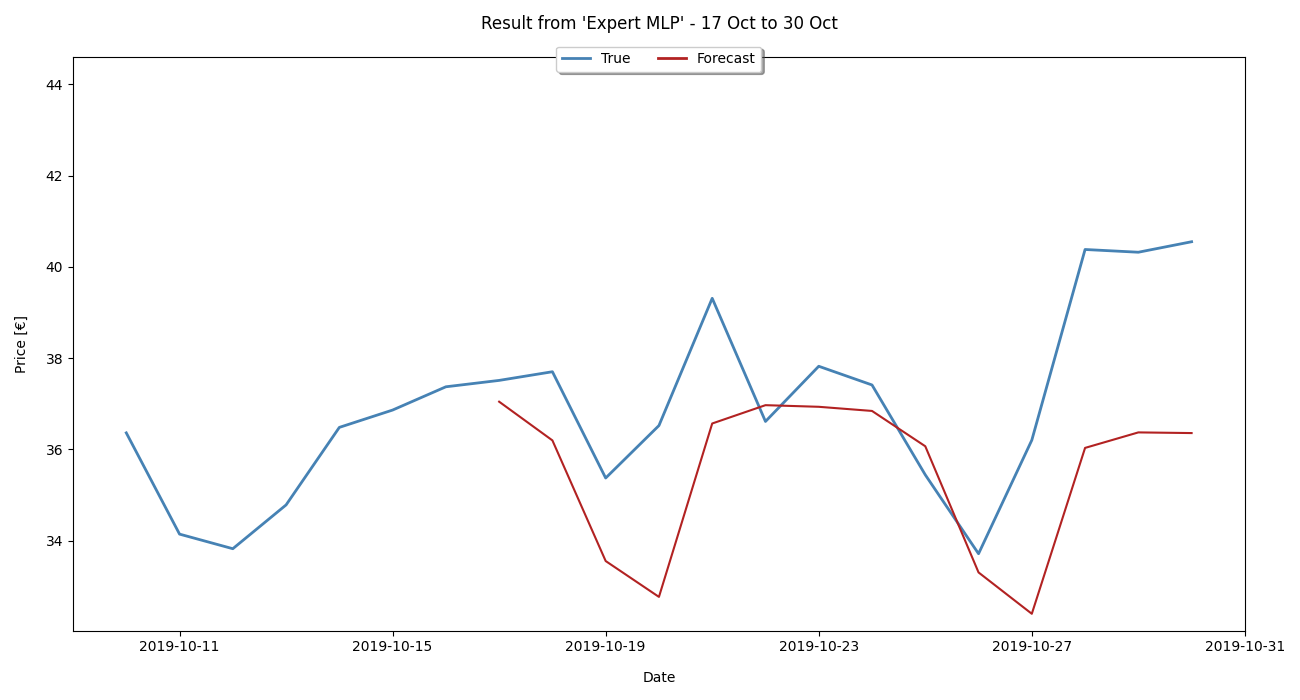 Result from 'Expert MLP' - 17 Oct to 30 Oct
True Forecast
44
42
40
38
36
34
Price [€]
2019-10-11 2019-10-15 2019-10-19 2019-10-23 2019-10-27 2019-10-31
Date